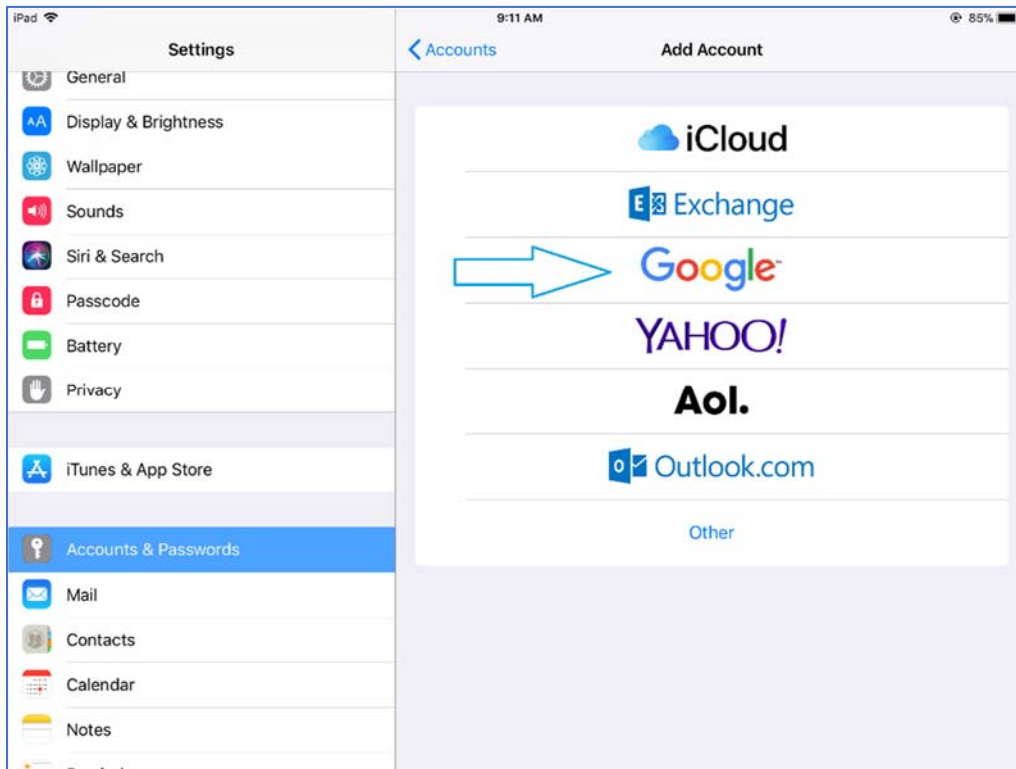 iPad 9:11 AM 85%
Settings
General
Display & Brightness
Wallpaper
Sounds
Siri & Search
Passcode
Battery
Privacy
iTunes & App Store
Accounts & Passwords
Mail
Contacts
Calendar
Notes
Accounts Add Account
iCloud
Exchange
Google
YAHOO!
Aol.
Outlook.com
Other